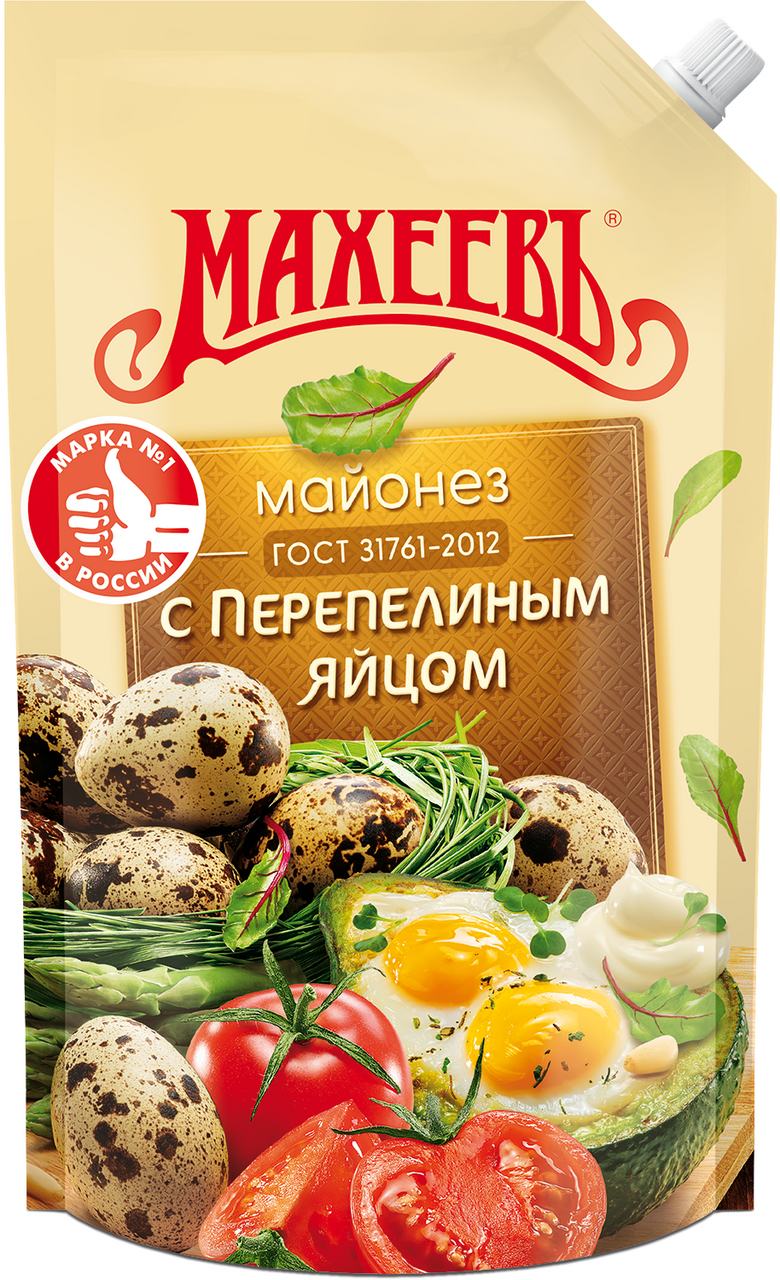 МАХЕЕВЪ®
МАРКА №1
В РОССИИ
майонез
ГОСТ 31761-2012
с Перепелиным
яйцом